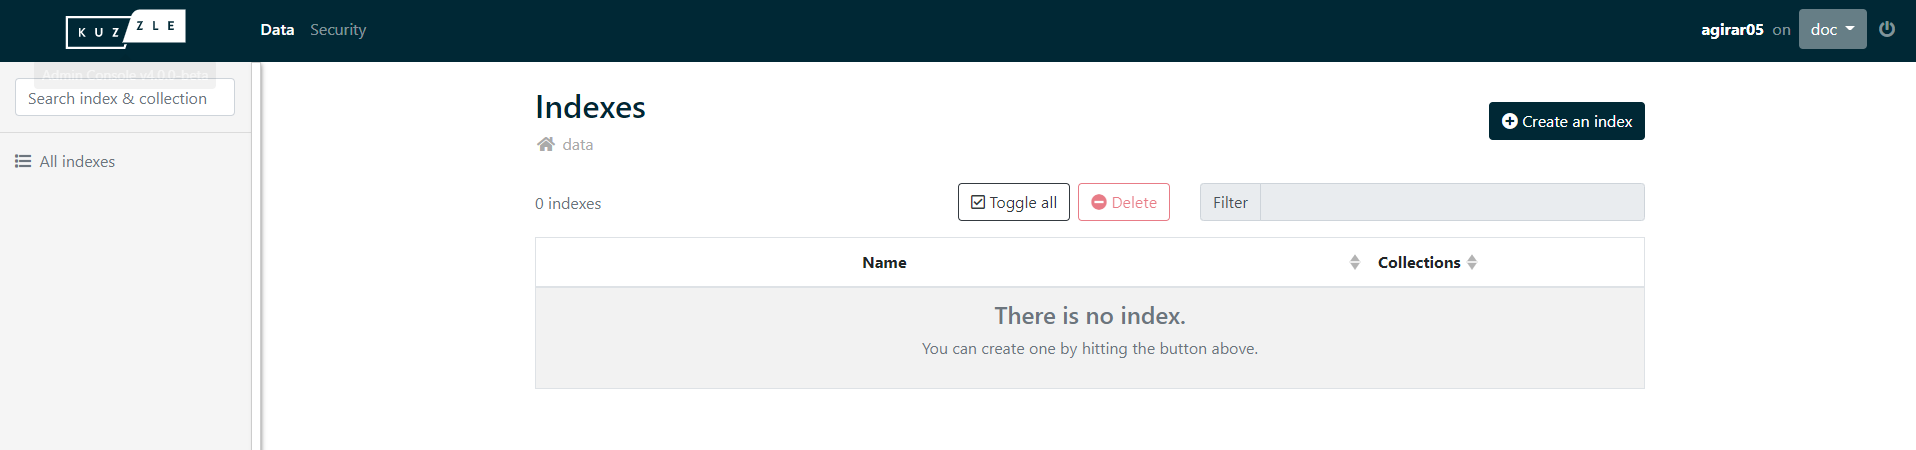 KUZZLE Data Security agirar05 on doc
Admin Console v4.0.0-beta
Search index & collection
All indexes
Indexes
Create an index
data
0 indexes Toggle all Delete Filter
Name Collections
There is no index.
You can create one by hitting the button above.